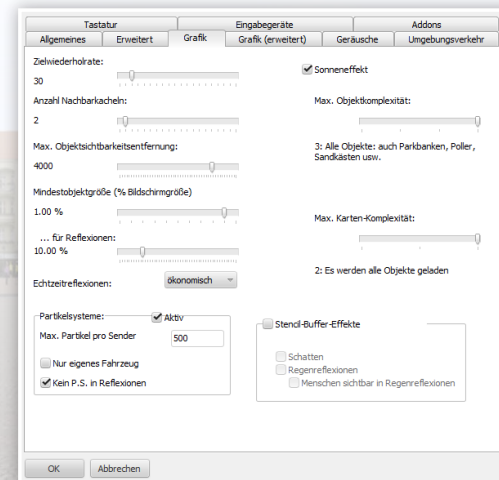 Tastatur Eingabegeräte Addons
Allgemeines Erweitert Grafik Grafik (erweitert) Geräusche Umgebungsverkehr
Zielwiederholrate:
30
Anzahl Nachbarkacheln:
2
Max. Objektsichtbarkeitsentfernung:
4000
Mindestobjektgröße (% Bildschirmgröße)
1.00 %
... für Reflexionen:
10.00 %
Echtzeitreflexionen: ökonomisch
Partikelsysteme: Aktiv
Max. Partikel pro Sender 500
Nur eigenes Fahrzeug
Kein P.S. in Reflexionen
Sonneneffekt
Max. Objektkomplexität:
3: Alle Objekte: auch Parkbanken, Poller,
Sandkästen usw.
Max. Karten-Komplexität:
2: Es werden alle Objekte geladen
Stencil-Buffer-Effekte
Schatten
Regenreflexionen
Menschen sichtbar in Regenreflexionen
OK Abbrechen